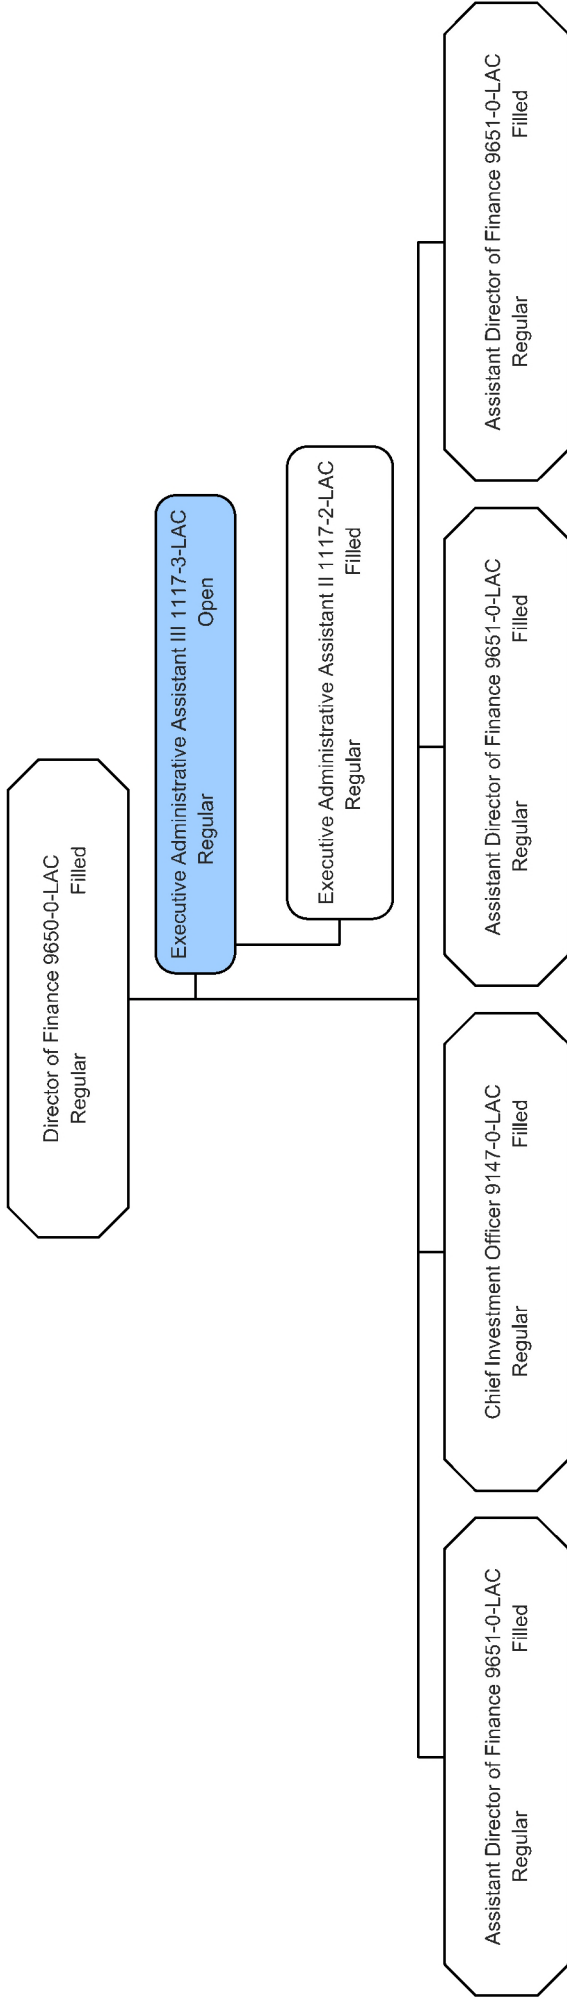 Director of Finance 9650-0-LAC
Regular Filled
Executive Administrative Assistant III 1117-3-LAC
Regular Open
Executive Administrative Assistant II 1117-2-LAC
Regular Filled
Assistant Director of Finance 9651-0-LAC
Regular Filled
Chief Investment Officer 9147-0-LAC
Regular Filled
Assistant Director of Finance 9651-0-LAC
Regular Filled
Assistant Director of Finance 9651-0-LAC
Regular Filled